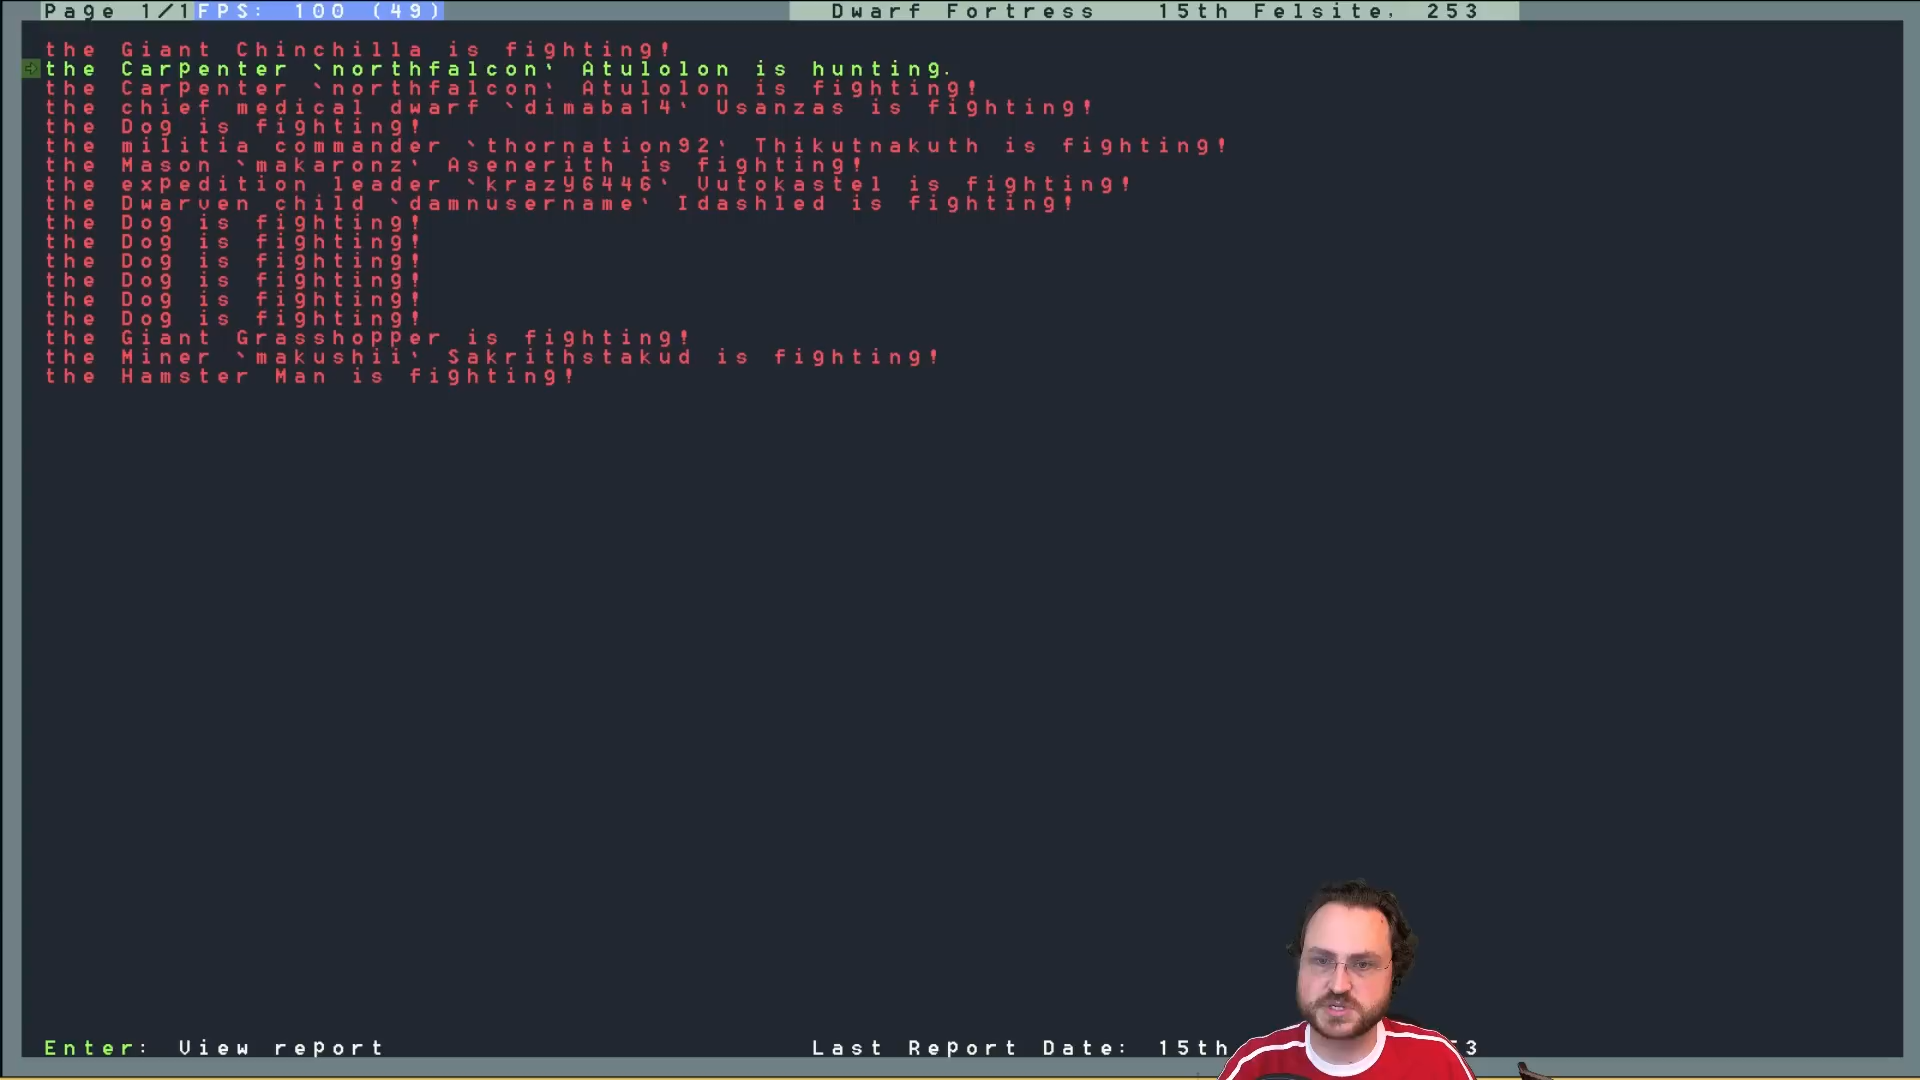 Page 1/1 FPS: 100 (49) Dwarf Fortress 15th Felsite, 253
the Giant Chinchilla is fighting!
the Carpenter `northfalcon` Atulolon is hunting.
the Carpenter `northfalcon` Atulolon is fighting!
the chief medical dwarf `dimaba14` Usanzas is fighting!
the Dog is fighting!
the militia commander `thornation92` Thikutnakuth is fighting!
the Mason `makaronz` Asenerith is fighting!
the expedition leader `krazy6446` Vutokastel is fighting!
the Dwarven child `damnusername` Idashled is fighting!
the Dog is fighting!
the Dog is fighting!
the Dog is fighting!
the Dog is fighting!
the Dog is fighting!
the Dog is fighting!
the Giant Grasshopper is fighting!
the Miner `makushii` Sakrithstakud is fighting!
the Hamster Man is fighting!
Enter: View report Last Report Date: 15th